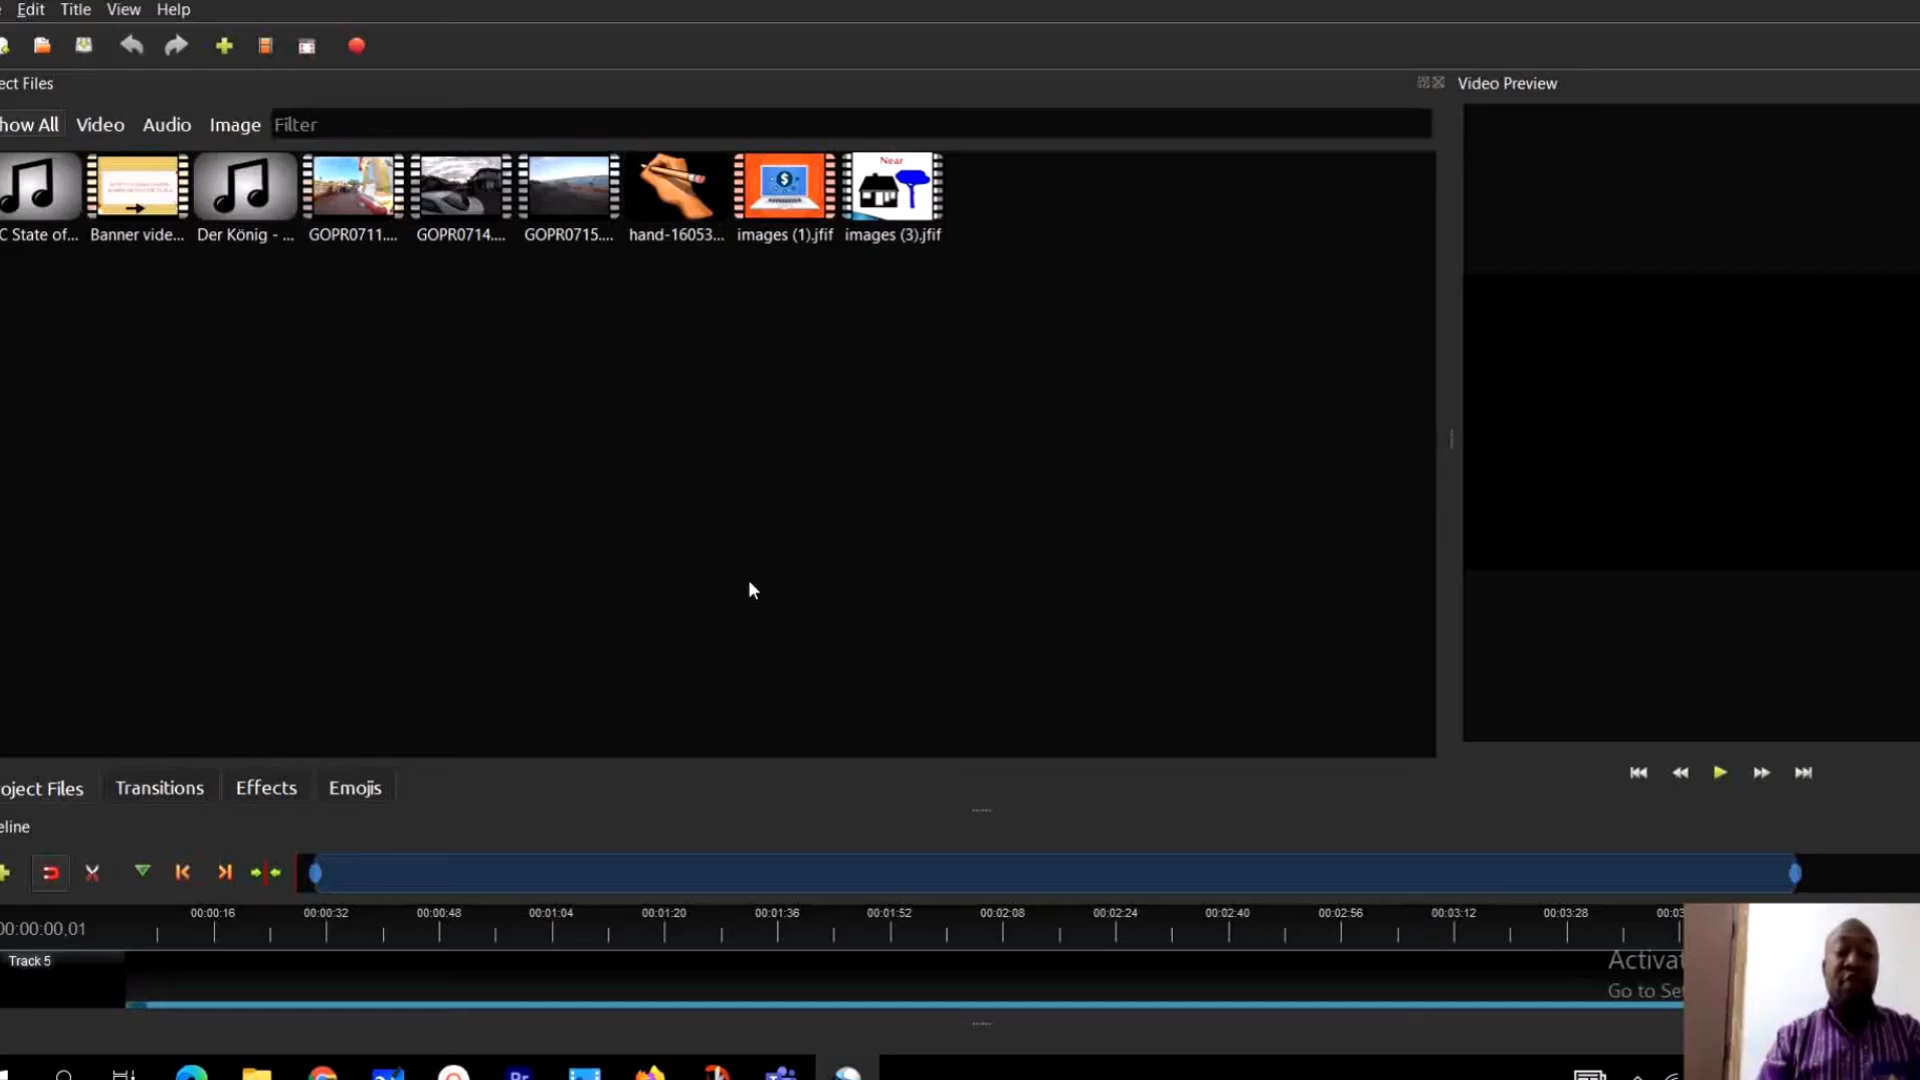 Edit Title View Help
ect Files
Video Preview
how All Video Audio Image Filter
Near
C State of... Banner vide... Der König - ... GOPR0711.... GOPR0714.... GOPR0715.... hand-16053... images (1).jfif images (3).jfif
oject Files Transitions Effects Emojis
eline
00:00:16 00:00:32 00:00:48 00:01:04 00:01:20 00:01:36 00:01:52 00:02:08 00:02:24 00:02:40 00:02:56 00:03:12 00:03:28 00:03
00:00:00,01
Track 5
Activat
Go to Se
Pr